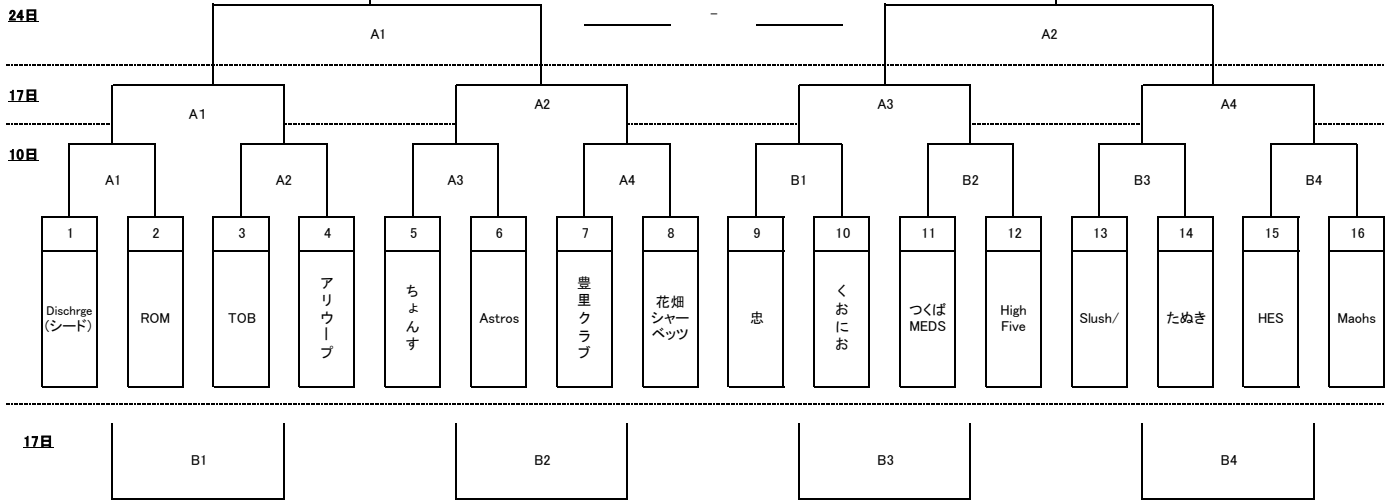 24日
－
A1
A2
17日
A1
A2
A3
A4
10日
A1
A2
A3
A4
B1
B2
B3
B4
1
2
3
4
5
6
7
8
9
10
11
12
13
14
15
16
Dischrge
(シード)
ROM
TOB
アリウープ
ちょんす
Astros
豊里クラブ
花畑
シャー
ベッツ
忠
くおにお
つくば
MEDS
High
Five
Slush/
たぬき
HES
Maohs
17日
B1
B2
B3
B4